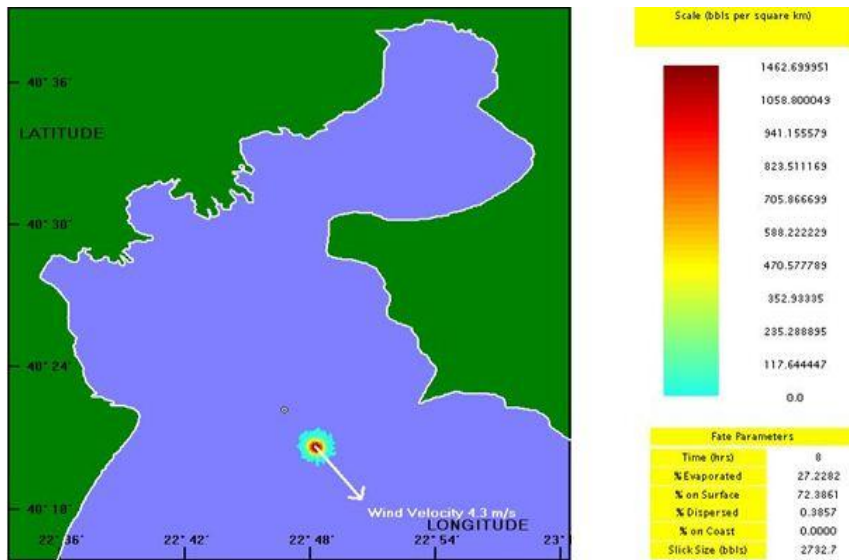 Scale (bbls per square km)
40° 36'
LATITUDE
40° 30'
40° 24'
40° 18'
22° 36'
22° 42'
22° 48'
22° 54'
23°
Wind Velocity 4.3 m/s
LONGITUDE
1462.699951
1058.800049
941.155579
823.511169
705.866699
588.222229
470.577789
352.93335
235.288895
117.644447
0.0
Fate Parameters
Time (hrs) 8
% Evaporated 27.2282
% on Surface 72.3861
% Dispersed 0.3857
% on Coast 0.0000
Slick Size (bbls) 2732.7